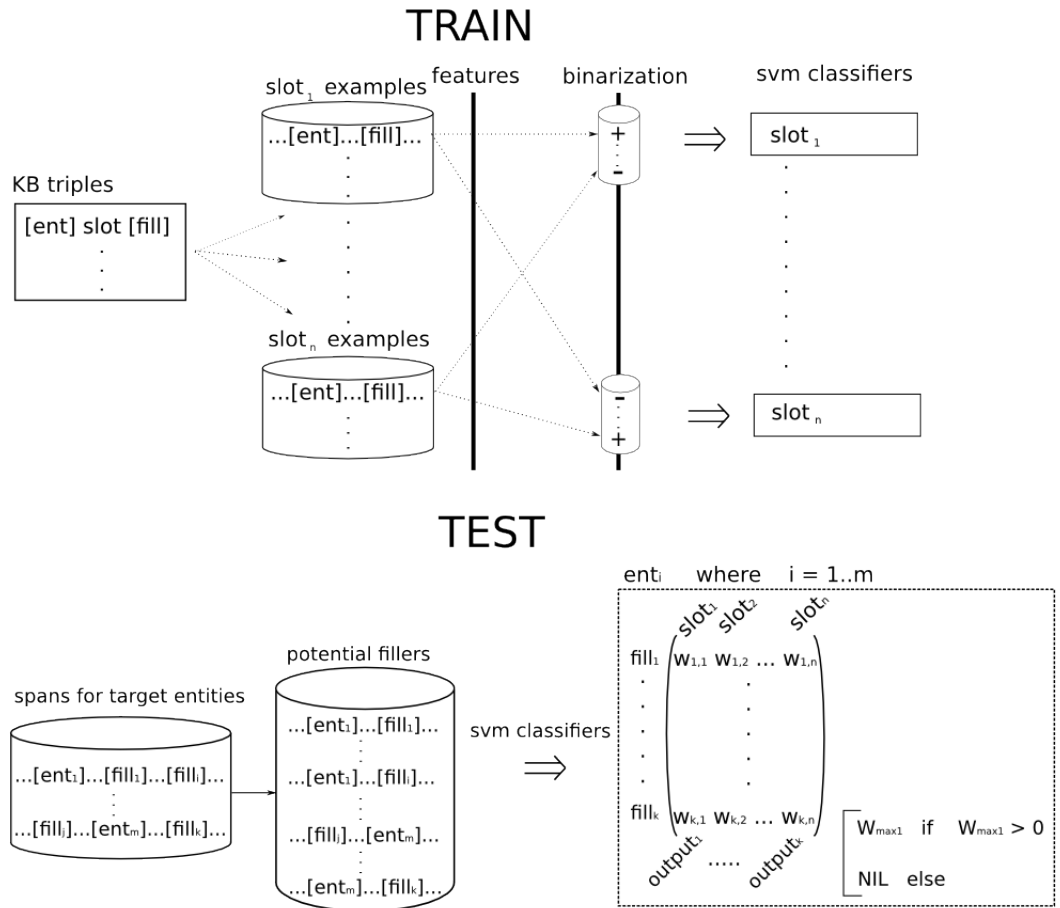 TRAIN
slot₁ examples
features
binarization
svm classifiers
...[ent]...[fill]...
+
-
slot₁
KB triples
[ent] slot [fill]
slotₙ examples
...[ent]...[fill]...
-
+
slotₙ
TEST
entᵢ where i = 1..m
slot₁ slot₂ slotₙ
potential fillers
fill₁ w₁,₁ w₁,₂ ... w₁,ₙ
spans for target entities
...[ent₁]...[fill₁]...
svm classifiers
...[ent₁]...[fill₁]...[fillᵢ]...
...[ent₁]...[fillᵢ]...
...[fillⱼ]...[entₘ]...[fillₖ]...
...[fillⱼ]...[entₘ]...
...[entₘ]...[fillₖ]...
fillₖ wₖ,₁ wₖ,₂ ... wₖ,ₙ
output₁ ..... outputₖ
Wₘₐₓ₁ if Wₘₐₓ₁ > 0
NIL else